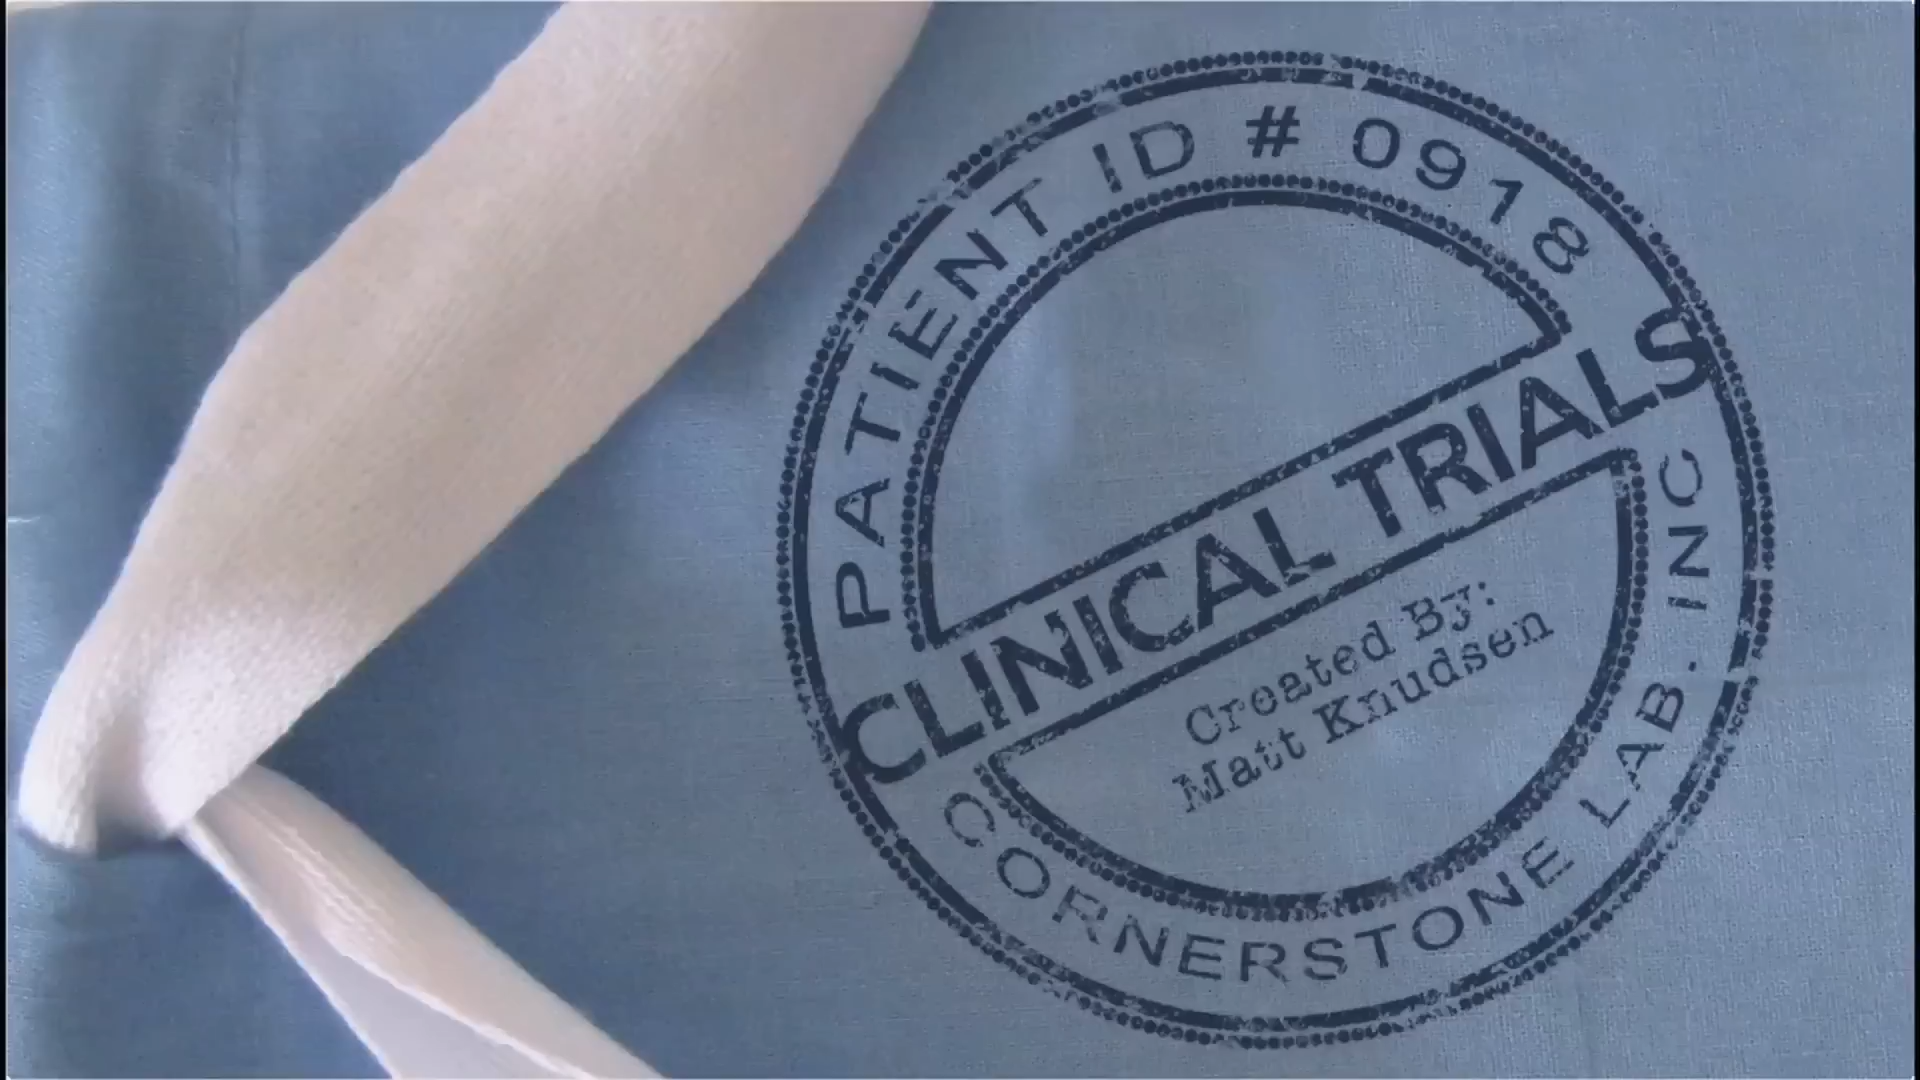 PATIENT ID # 0918
CLINICAL TRIALS
Created By:
Matt Knudsen
CORNERSTONE LAB. INC